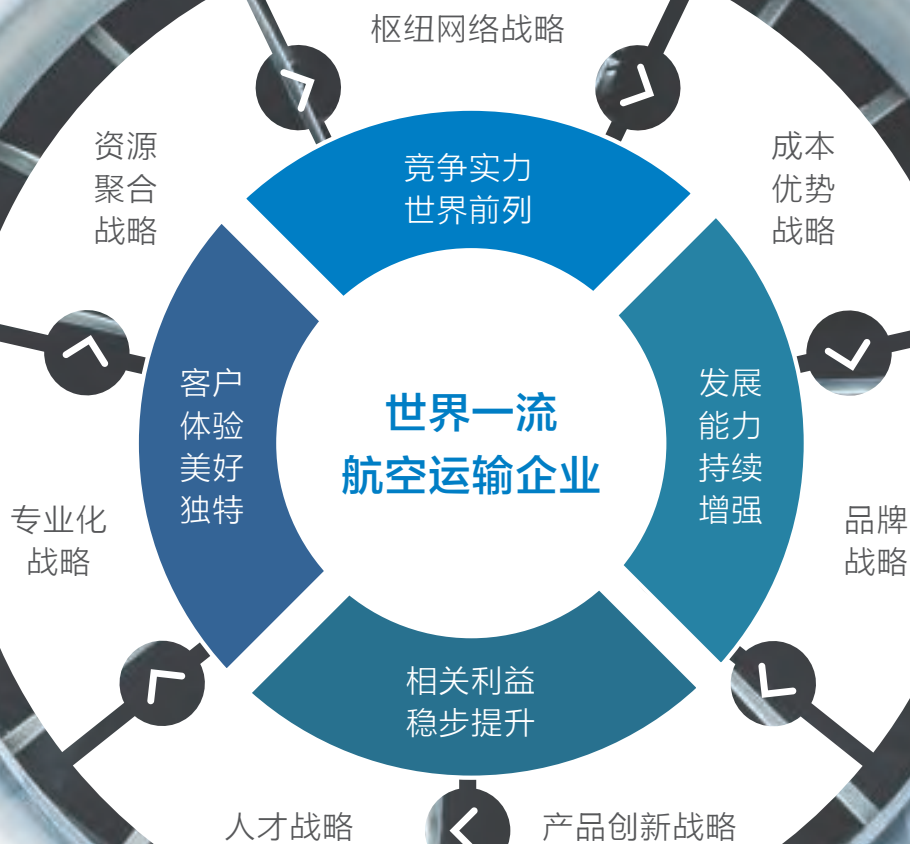 枢纽网络战略
资源
聚合
战略
成本
优势
战略
竞争实力
世界前列
客户
体验
美好
独特
世界一流
航空运输企业
发展
能力
持续
增强
专业化
战略
品牌
战略
相关利益
稳步提升
人才战略
产品创新战略